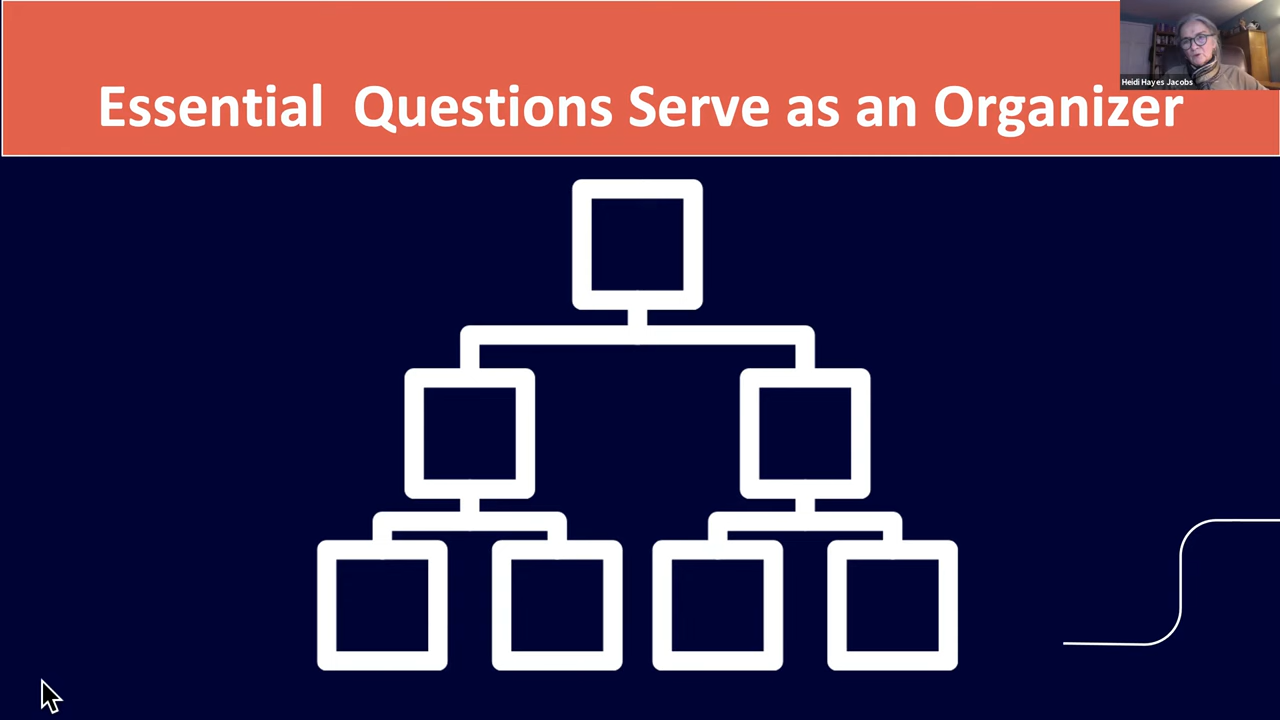 Essential Questions Serve as an Organizer
Heidi Hayes Jacobs